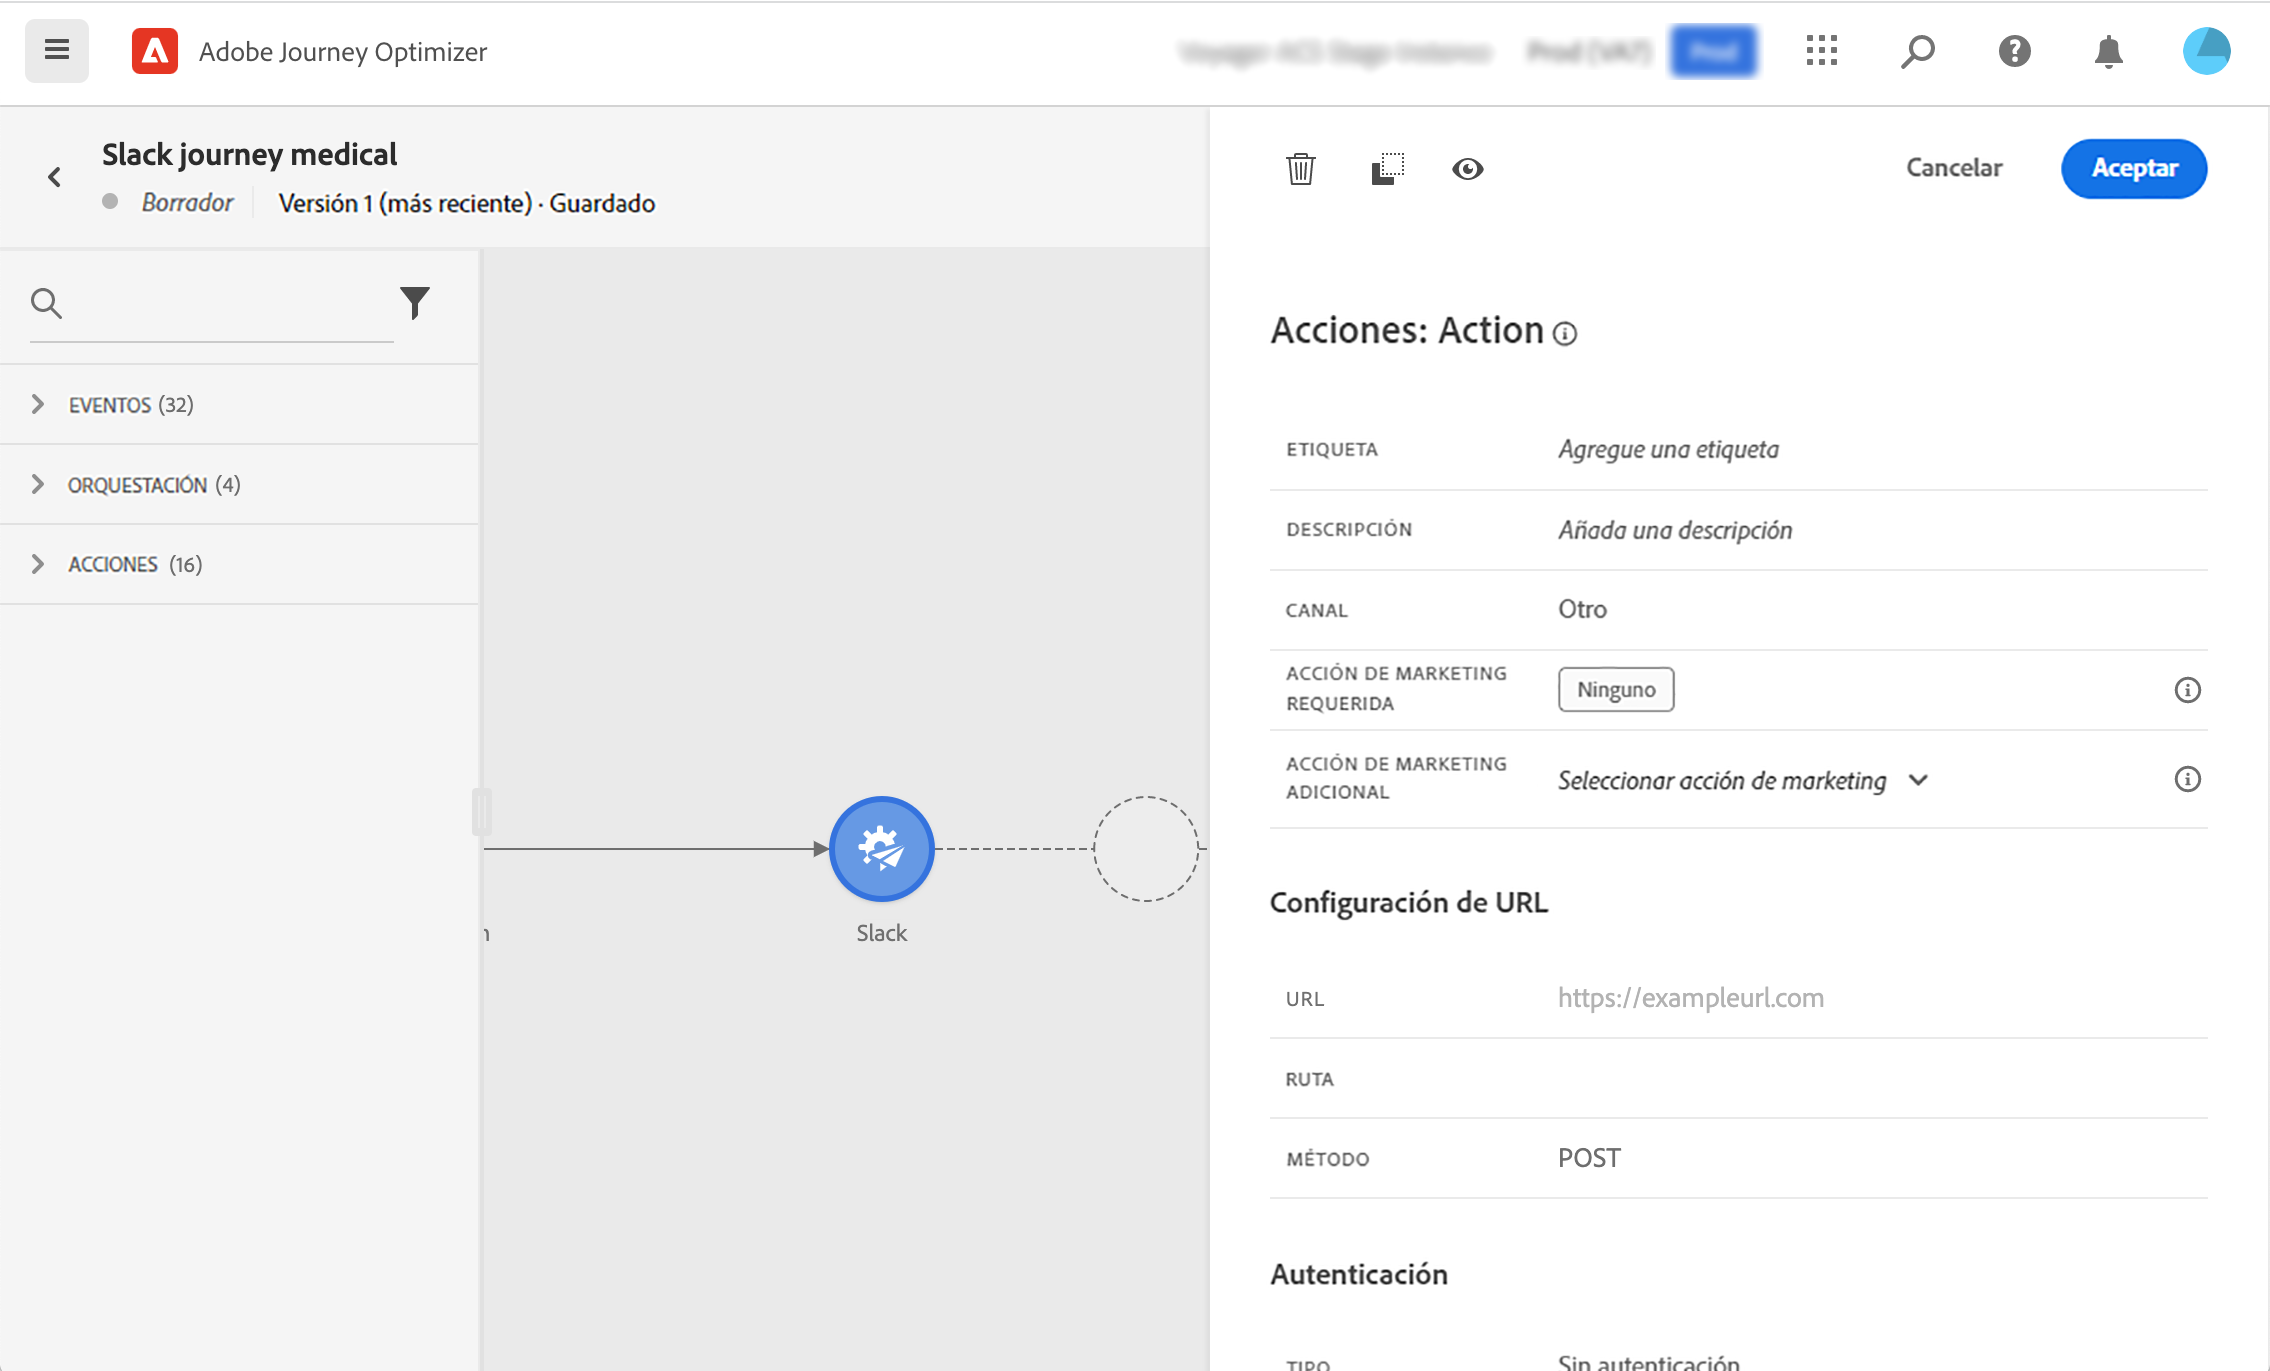 Adobe Journey Optimizer
Slack journey medical
Borrador
Versión 1 (más reciente) · Guardado
Cancelar
Aceptar
EVENTOS (32)
ORQUESTACIÓN (4)
ACCIONES (16)
Slack
Acciones: Action
ETIQUETA
Agregue una etiqueta
DESCRIPCIÓN
Añada una descripción
CANAL
Otro
ACCIÓN DE MARKETING
REQUERIDA
Ninguno
ACCIÓN DE MARKETING
ADICIONAL
Seleccionar acción de marketing
Configuración de URL
URL
https://exampleurl.com
RUTA
MÉTODO
POST
Autenticación
TIPO
Sin autenticación